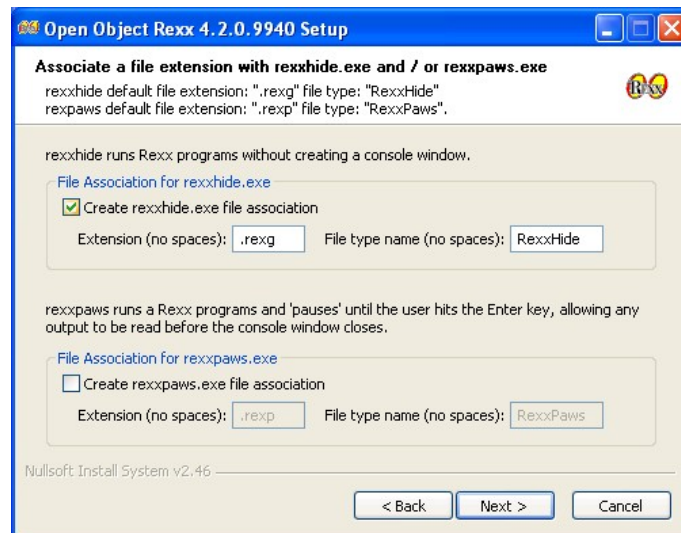 Open Object Rexx 4.2.0.9940 Setup
Associate a file extension with rexxhide.exe and / or rexxpaws.exe
rexxhide default file extension: ".rexg" file type: "RexxHide"
rexpaws default file extension: ".rexp" file type: "RexxPaws".
Rexx
rexxhide runs Rexx programs without creating a console window.
File Association for rexxhide.exe
Create rexxhide.exe file association
Extension (no spaces): .rexg File type name (no spaces): RexxHide
rexxpaws runs a Rexx programs and 'pauses' until the user hits the Enter key, allowing any
output to be read before the console window closes.
File Association for rexxpaws.exe
Create rexxpaws.exe file association
Extension (no spaces): .rexp File type name (no spaces): RexxPaws
Nullsoft Install System v2.46
< Back Next > Cancel